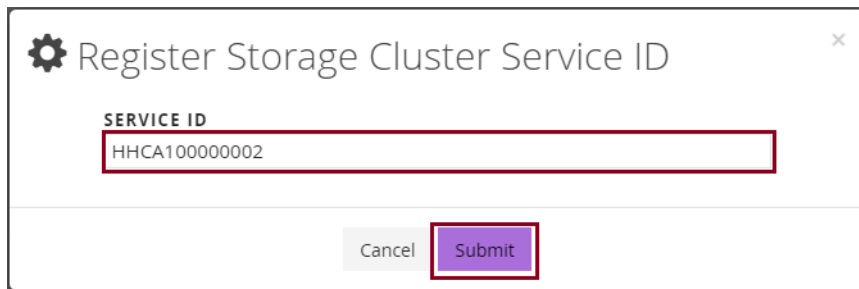 Register Storage Cluster Service ID
×
SERVICE ID
HHCA100000002
Cancel Submit